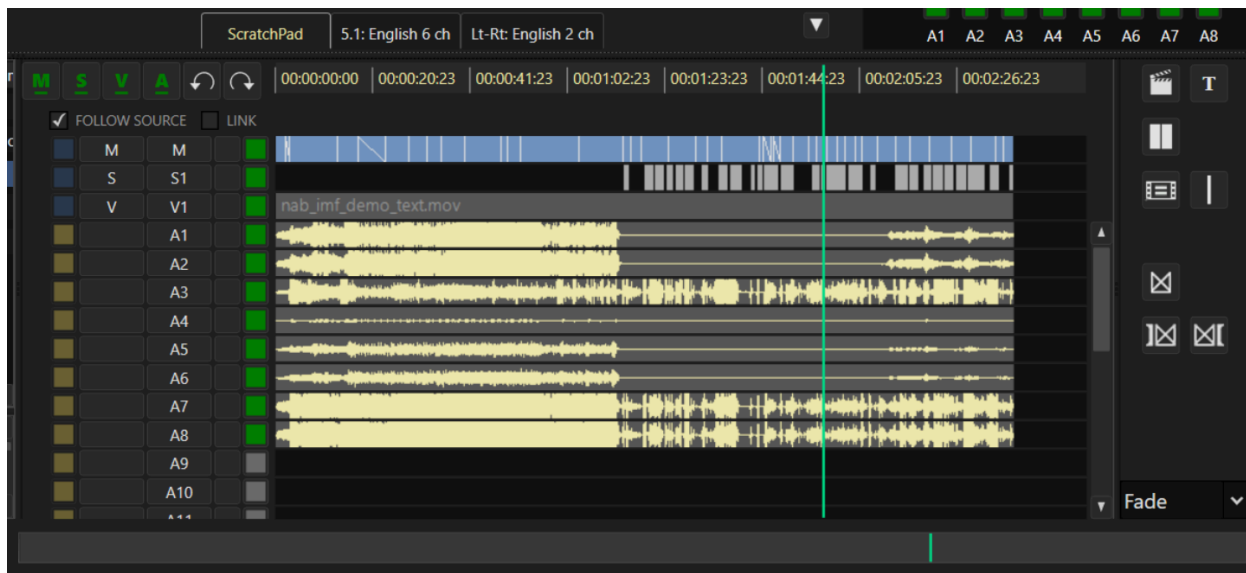 ScratchPad 5.1: English 6 ch Lt-Rt: English 2 ch
A1 A2 A3 A4 A5 A6 A7 A8
M S V A 00:00:00:00 00:00:20:23 00:00:41:23 00:01:02:23 00:01:23:23 00:01:44:23 00:02:05:23 00:02:26:23 T
FOLLOW SOURCE LINK
M M
S S1
V V1 nab_imf_demo_text.mov
A1
A2
A3
A4
A5
A6
A7
A8
A9
A10
A11
Fade